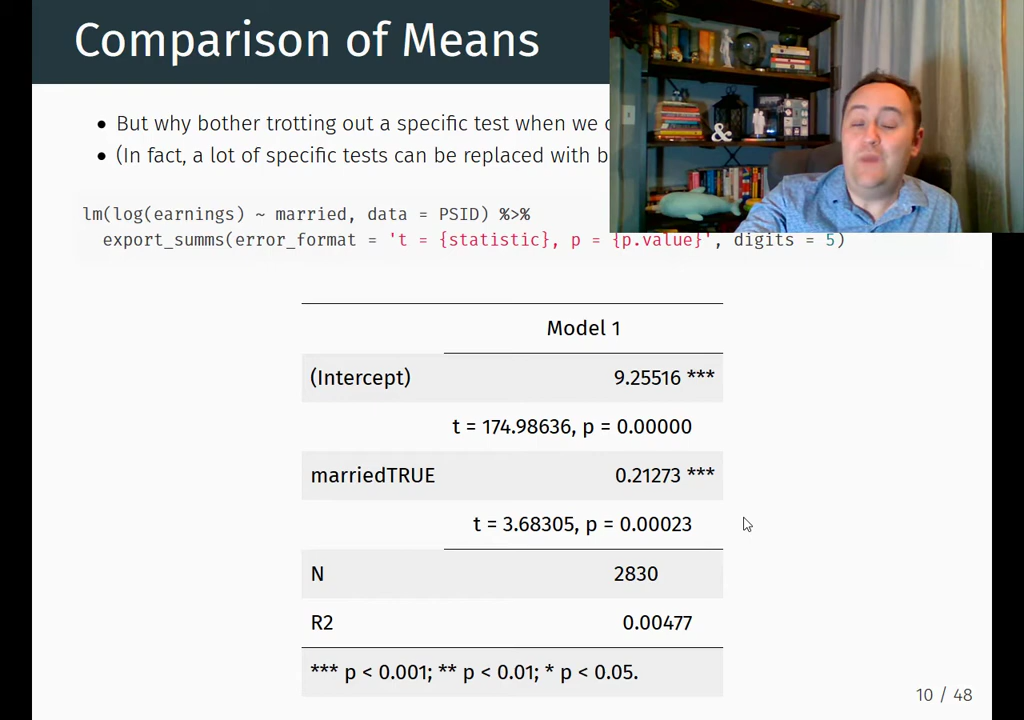 Comparison of Means
• But why bother trotting out a specific test when we
• (In fact, a lot of specific tests can be replaced with
lm(log(earnings) ~ married, data = PSID) %>%
export_summs(error_format = 't = {statistic}, p = {p.value}', digits = 5)
Model 1
(Intercept) 9.25516 ***
t = 174.98636, p = 0.00000
marriedTRUE 0.21273 ***
t = 3.68305, p = 0.00023
N 2830
R2 0.00477
*** p < 0.001; ** p < 0.01; * p < 0.05.
10 / 48
&